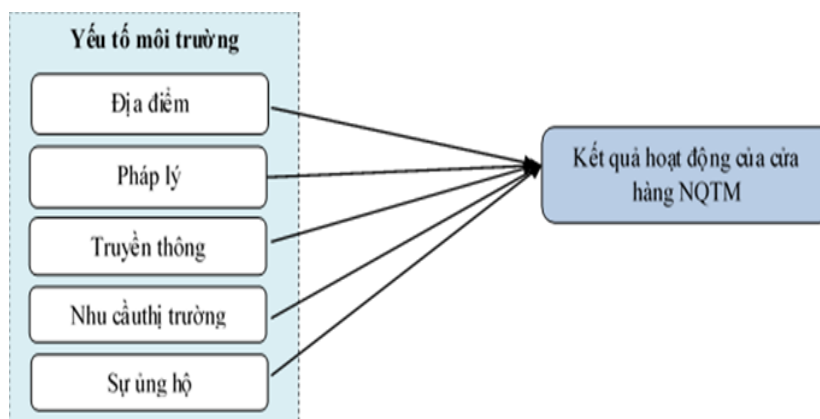 Yếu tố môi trường
Địa điểm
Pháp lý
Truyền thông
Nhu cầuthị trường
Sự ủng hộ
Kết quả hoạt động của cửa
hàng NQTM